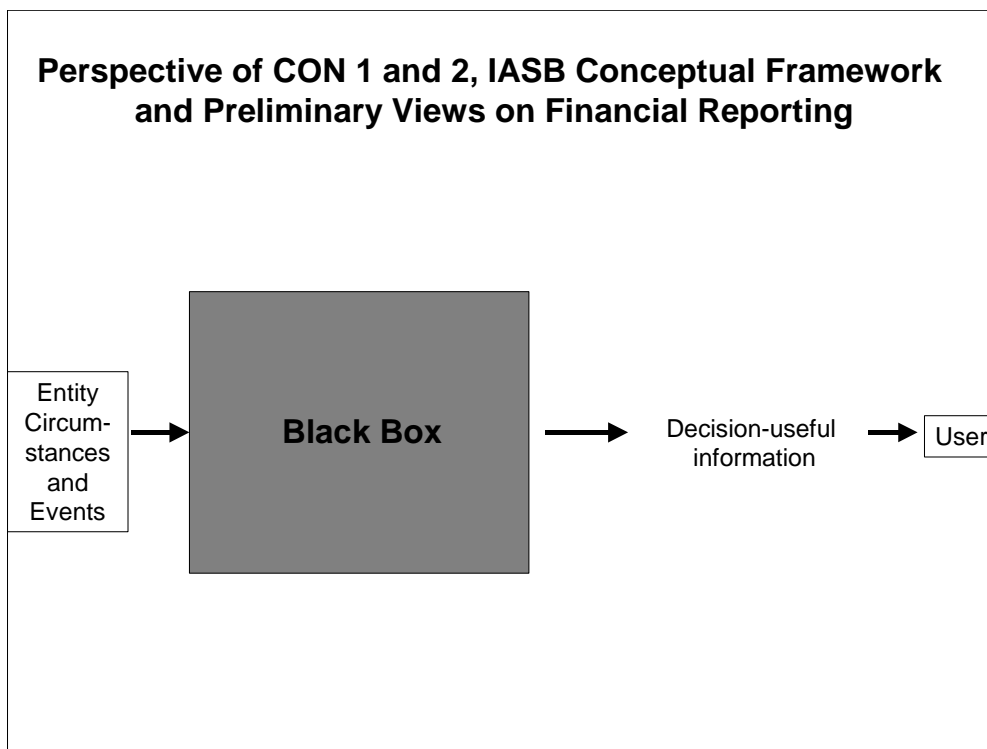 Perspective of CON 1 and 2, IASB Conceptual Framework
and Preliminary Views on Financial Reporting
Entity
Circum-
stances
and
Events
Black Box
Decision-useful
information
User